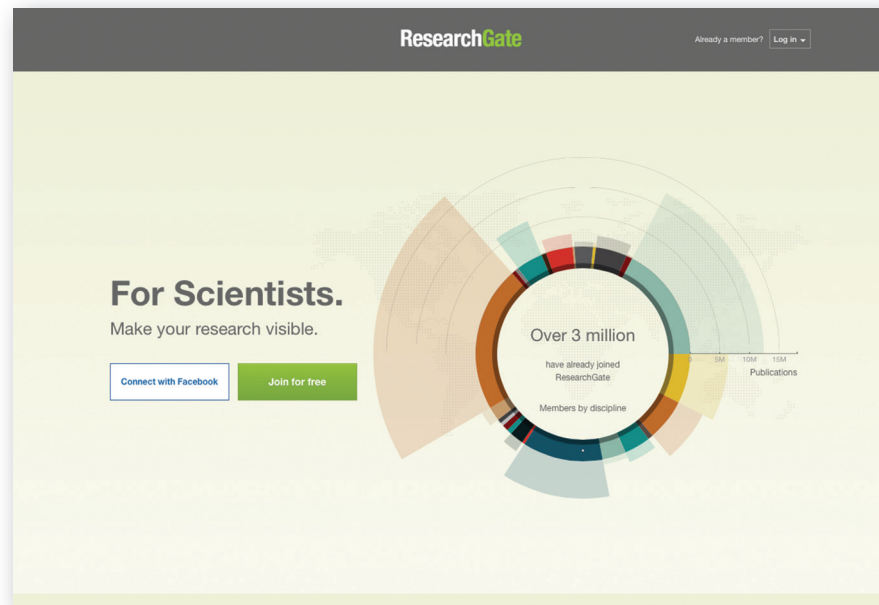 ResearchGate
Already a member? Log in
For Scientists.
Make your research visible.
Connect with Facebook
Join for free
Over 3 million
have already joined
ResearchGate
Members by discipline
0 5M 10M 15M
Publications